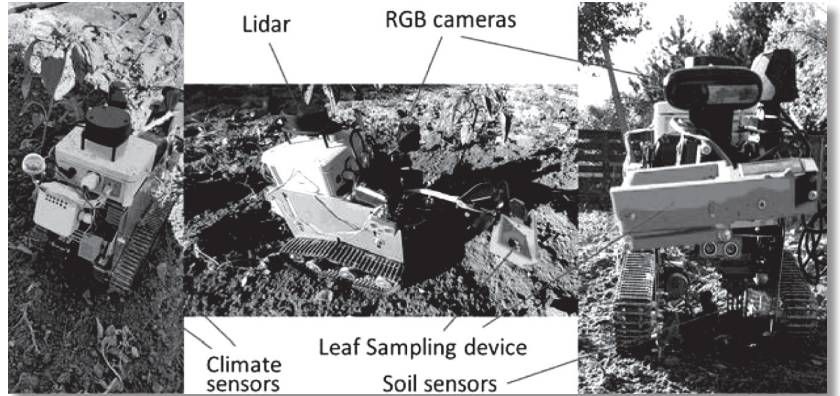 Lidar
RGB cameras
Climate
sensors
Leaf Sampling device
Soil sensors